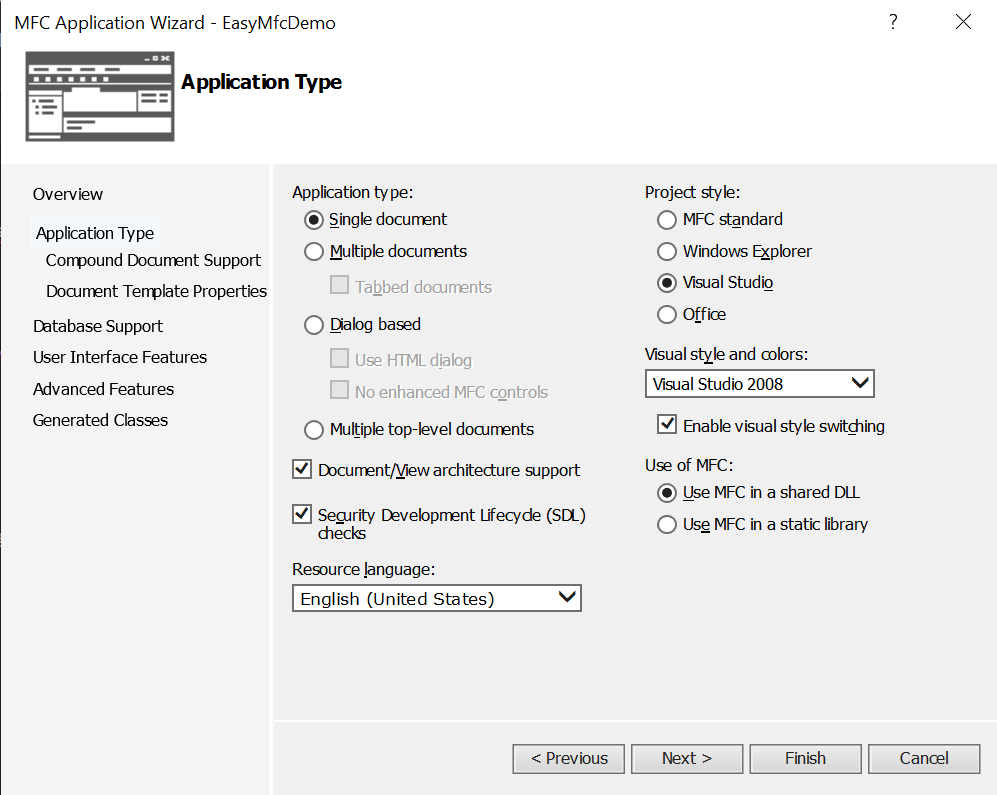 MFC Application Wizard - EasyMfcDemo
?
Application Type
Overview
Application Type
Compound Document Support
Document Template Properties
Database Support
User Interface Features
Advanced Features
Generated Classes
Application type:
Single document
Multiple documents
Tabbed documents
Dialog based
Use HTML dialog
No enhanced MFC controls
Multiple top-level documents
Document/View architecture support
Security Development Lifecycle (SDL)
checks
Resource language:
English (United States)
Project style:
MFC standard
Windows Explorer
Visual Studio
Office
Visual style and colors:
Visual Studio 2008
Enable visual style switching
Use of MFC:
Use MFC in a shared DLL
Use MFC in a static library
< Previous
Next >
Finish
Cancel